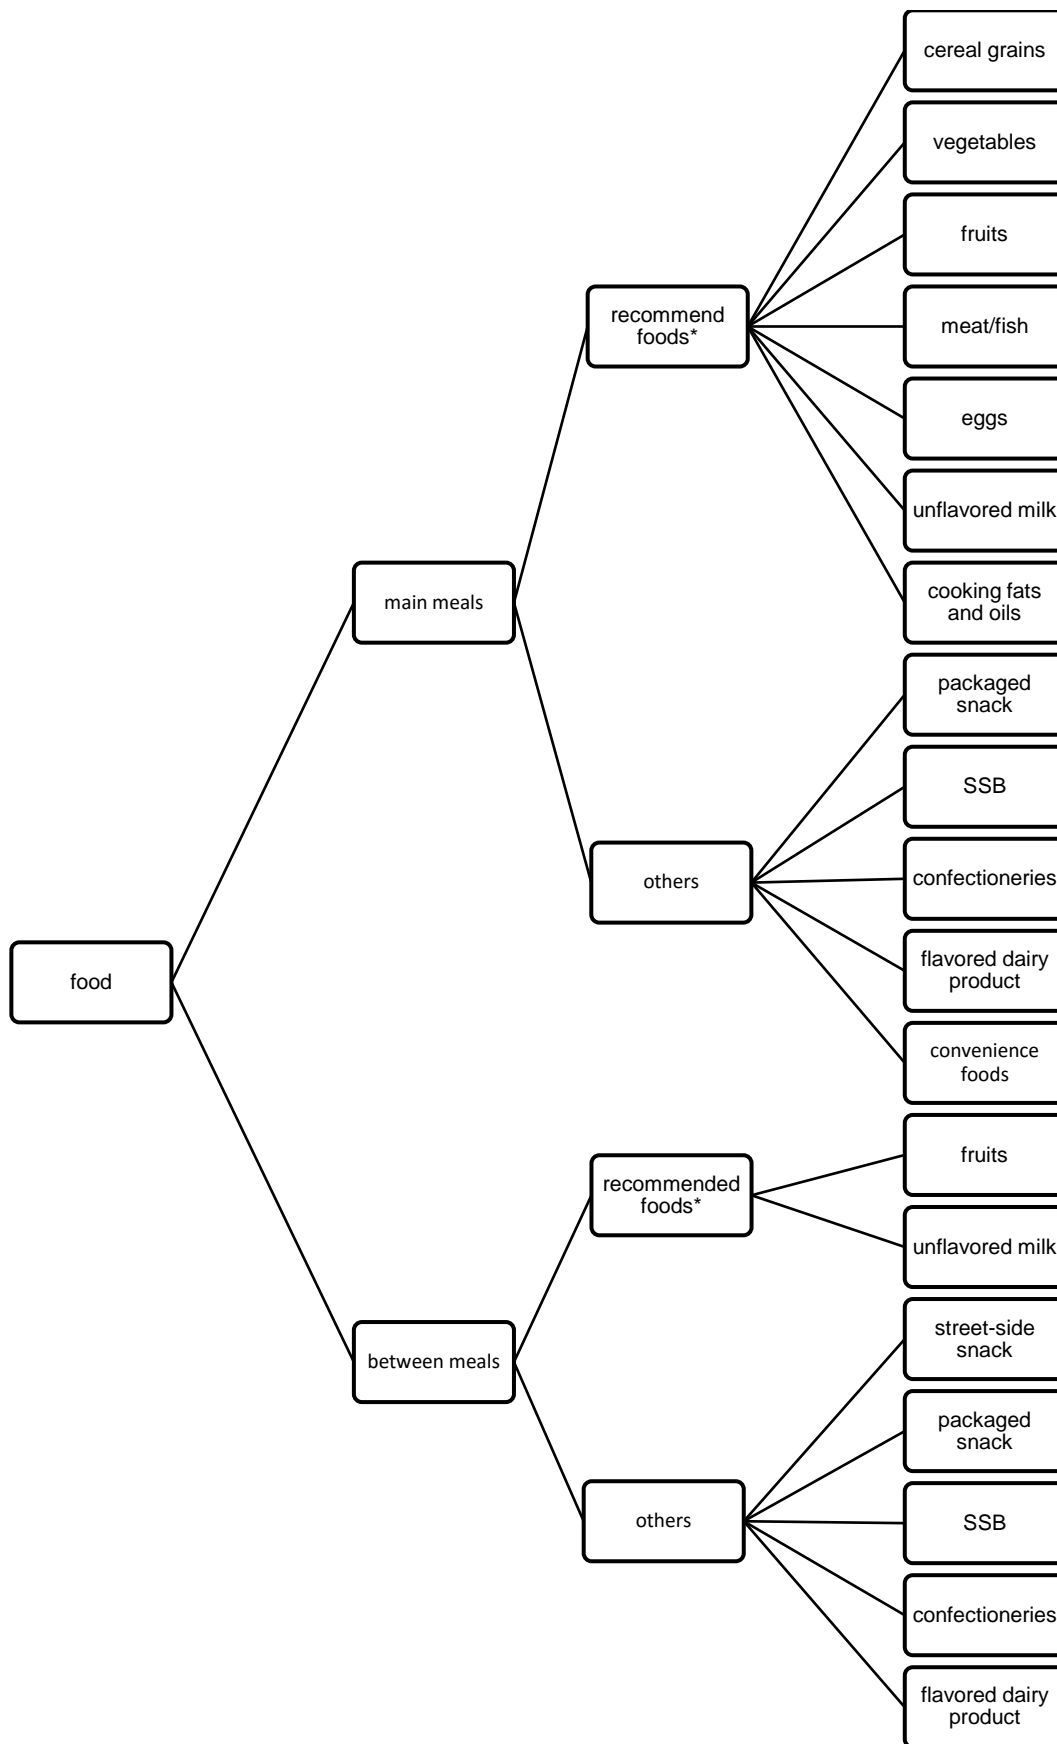 cereal grains
vegetables
fruits
recommend
foods*
meat/fish
eggs
unflavored milk
main meals
cooking fats
and oils
packaged
snack
SSB
others
confectioneries
food
flavored dairy
product
convenience
foods
fruits
recommended
foods*
unflavored milk
street-side
snack
between meals
packaged
snack
others
SSB
confectioneries
flavored dairy
product